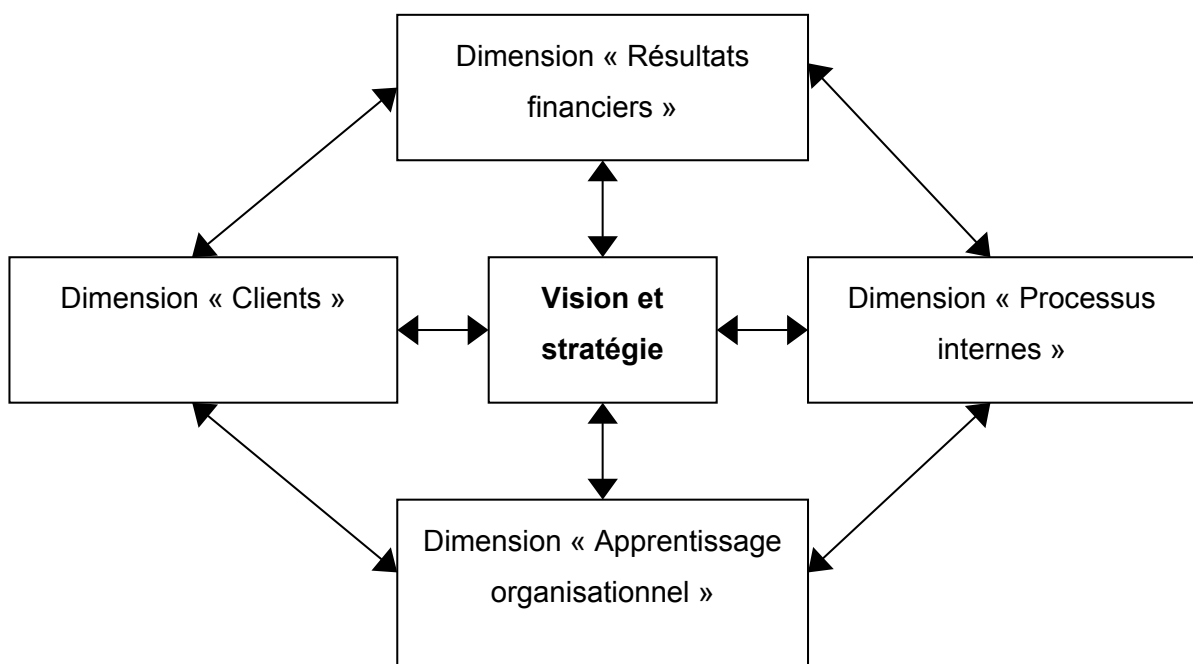 Dimension « Résultats
financiers »
Dimension « Clients »
Vision et
stratégie
Dimension « Processus
internes »
Dimension « Apprentissage
organisationnel »